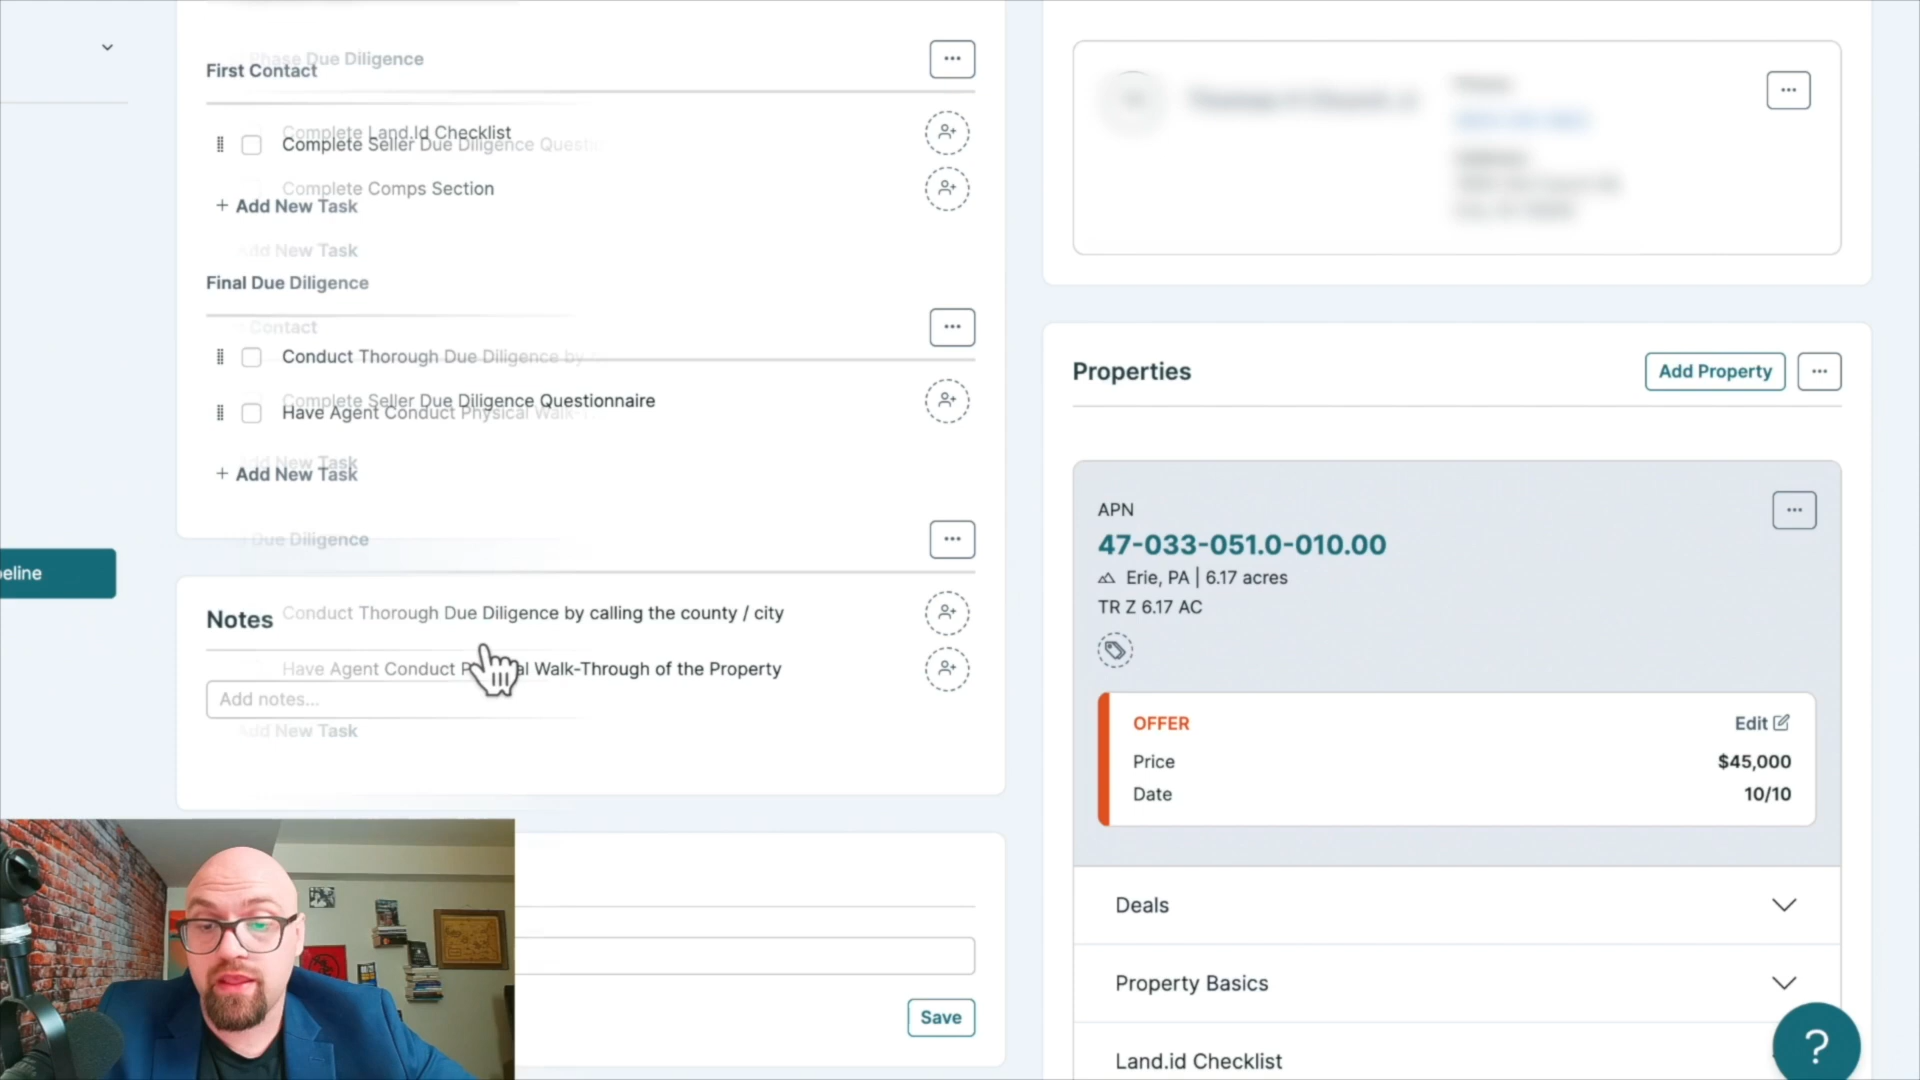 Phase Due Diligence
First Contact
Complete Land.Id Checklist
Complete Seller Due Diligence Questio
Complete Comps Section
+ Add New Task
Add New Task
Final Due Diligence
Contact
Conduct Thorough Due Diligence by
Complete Seller Due Diligence Questionnaire
Have Agent Conduct Physical Walk-
Add New Task
+ Add New Task
Due Diligence
eline
Notes
Conduct Thorough Due Diligence by calling the county / city
Have Agent Conduct P al Walk-Through of the Property
Add notes...
Add New Task
Save
Properties
Add Property
APN
47-033-051.0-010.00
Erie, PA | 6.17 acres
TR Z 6.17 AC
OFFER
Edit
Price
$45,000
Date
10/10
Deals
Property Basics
Land.id Checklist
?